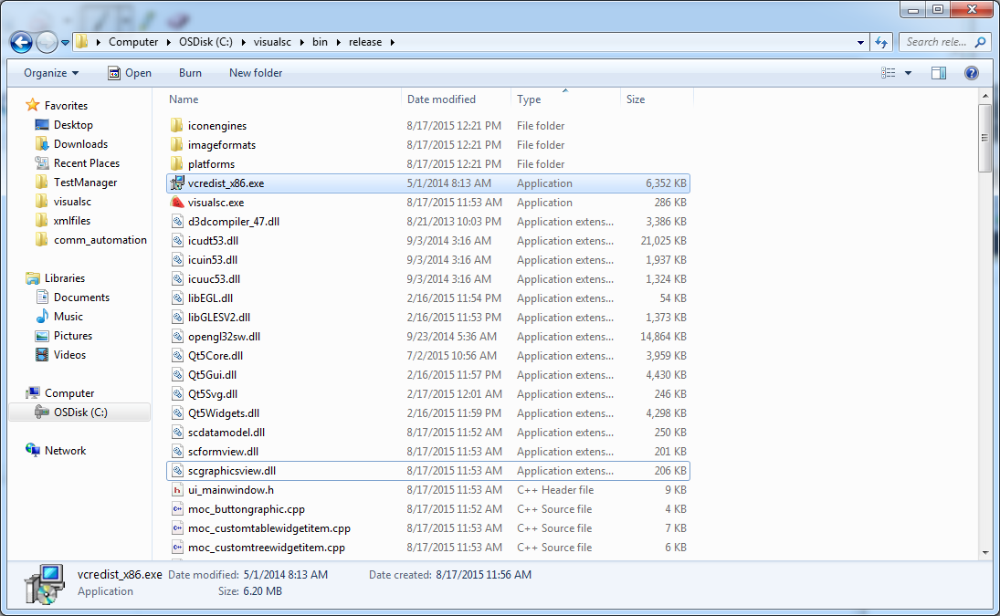 Computer OSDisk (C:) visualsc bin release Search rele...
Organize Open Burn New folder
Favorites
Desktop
Downloads
Recent Places
TestManager
visualsc
xmlfiles
comm_automation
Libraries
Documents
Music
Pictures
Videos
Computer
OSDisk (C:)
Network
Name Date modified Type Size
iconengines 8/17/2015 12:21 PM File folder
imageformats 8/17/2015 12:21 PM File folder
platforms 8/17/2015 12:21 PM File folder
vcredist_x86.exe 5/1/2014 8:13 AM Application 6,352 KB
visualsc.exe 8/17/2015 11:53 AM Application 286 KB
d3dcompiler_47.dll 8/21/2013 10:03 PM Application extens... 3,386 KB
icudt53.dll 9/3/2014 3:16 AM Application extens... 21,025 KB
icuin53.dll 9/3/2014 3:16 AM Application extens... 1,937 KB
icuuc53.dll 9/3/2014 3:16 AM Application extens... 1,324 KB
libEGL.dll 2/16/2015 11:54 PM Application extens... 54 KB
libGLESV2.dll 2/16/2015 11:53 PM Application extens... 1,373 KB
opengl32sw.dll 9/23/2014 5:36 AM Application extens... 14,864 KB
Qt5Core.dll 7/2/2015 10:56 AM Application extens... 3,959 KB
Qt5Gui.dll 2/16/2015 11:57 PM Application extens... 4,430 KB
Qt5Svg.dll 2/17/2015 12:01 AM Application extens... 246 KB
Qt5Widgets.dll 2/16/2015 11:59 PM Application extens... 4,298 KB
scdatamodel.dll 8/17/2015 11:52 AM Application extens... 250 KB
scformview.dll 8/17/2015 11:53 AM Application extens... 201 KB
scgraphicsview.dll 8/17/2015 11:53 AM Application extens... 206 KB
ui_mainwindow.h 8/17/2015 11:53 AM C++ Header file 9 KB
moc_buttongraphic.cpp 8/17/2015 11:52 AM C++ Source file 4 KB
moc_customtablewidgetitem.cpp 8/17/2015 11:53 AM C++ Source file 7 KB
moc_customtreewidgetitem.cpp 8/17/2015 11:53 AM C++ Source file 6 KB
vcredist_x86.exe Date modified: 5/1/2014 8:13 AM Date created: 8/17/2015 11:56 AM
Application Size: 6.20 MB